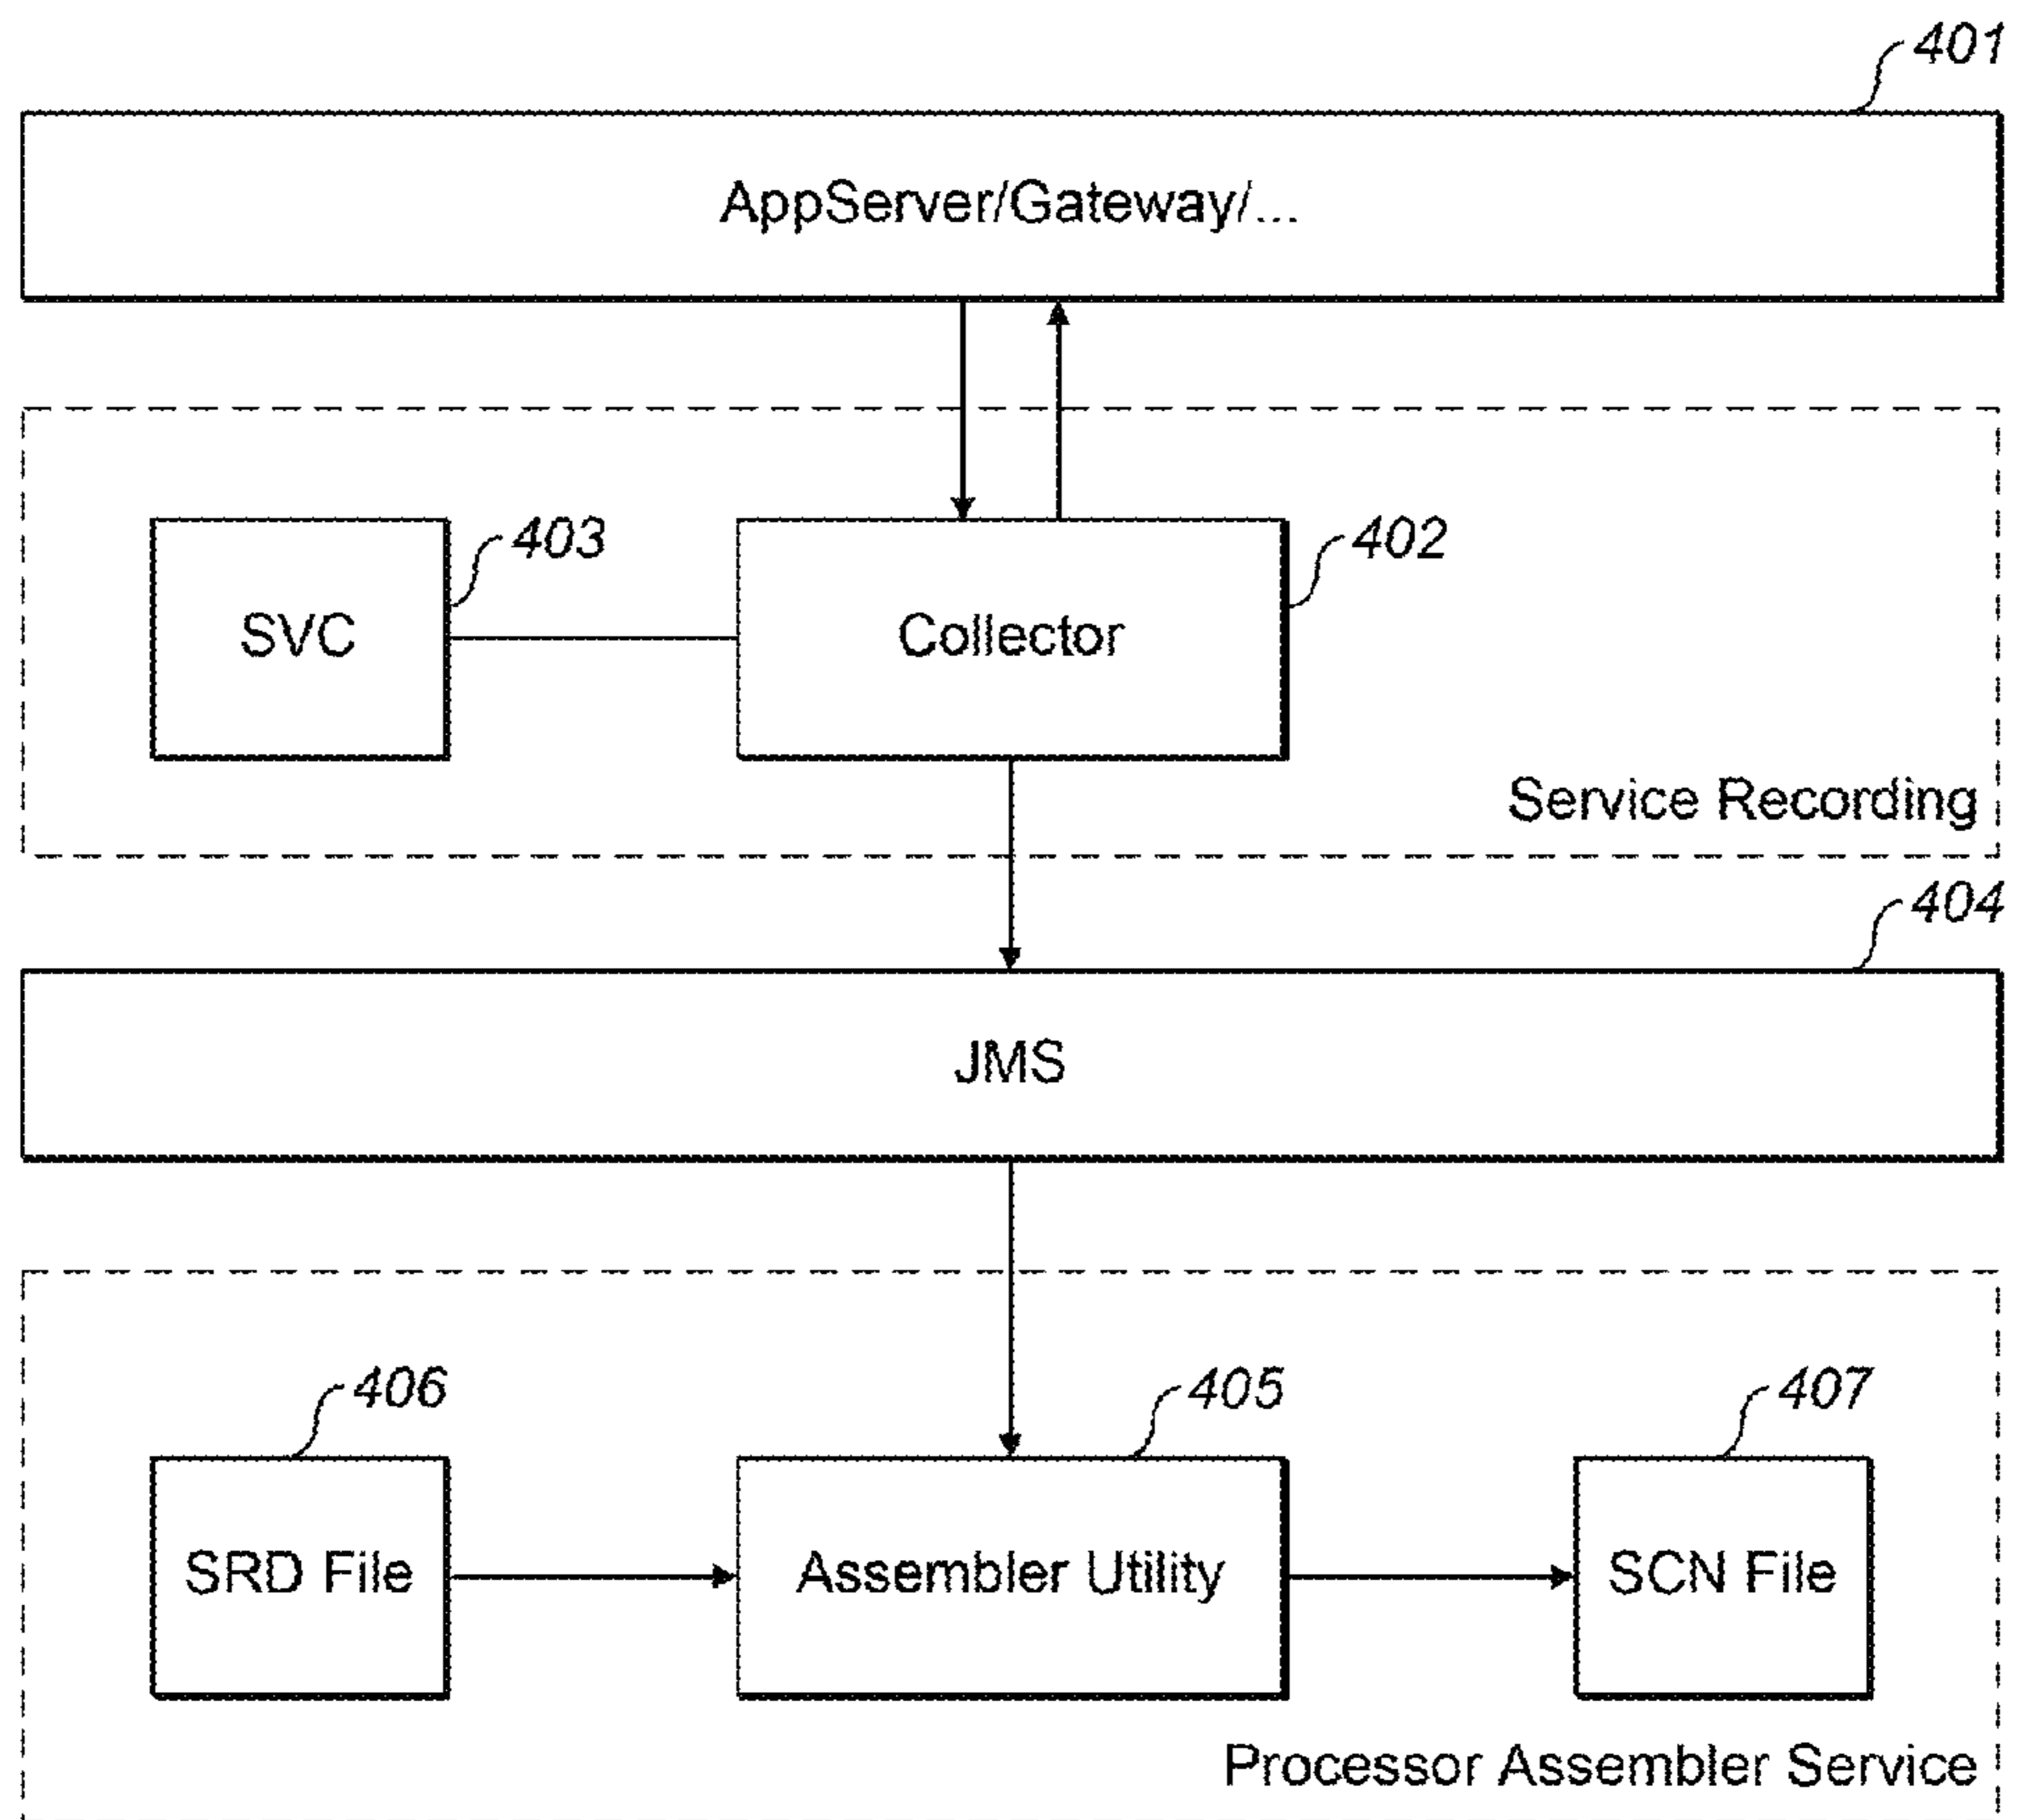 401
AppServer/Gateway/...
403
402
SVC
Collector
Service Recording
404
JMS
406
405
407
SRD File
Assembler Utility
SCN File
Processor Assembler Service